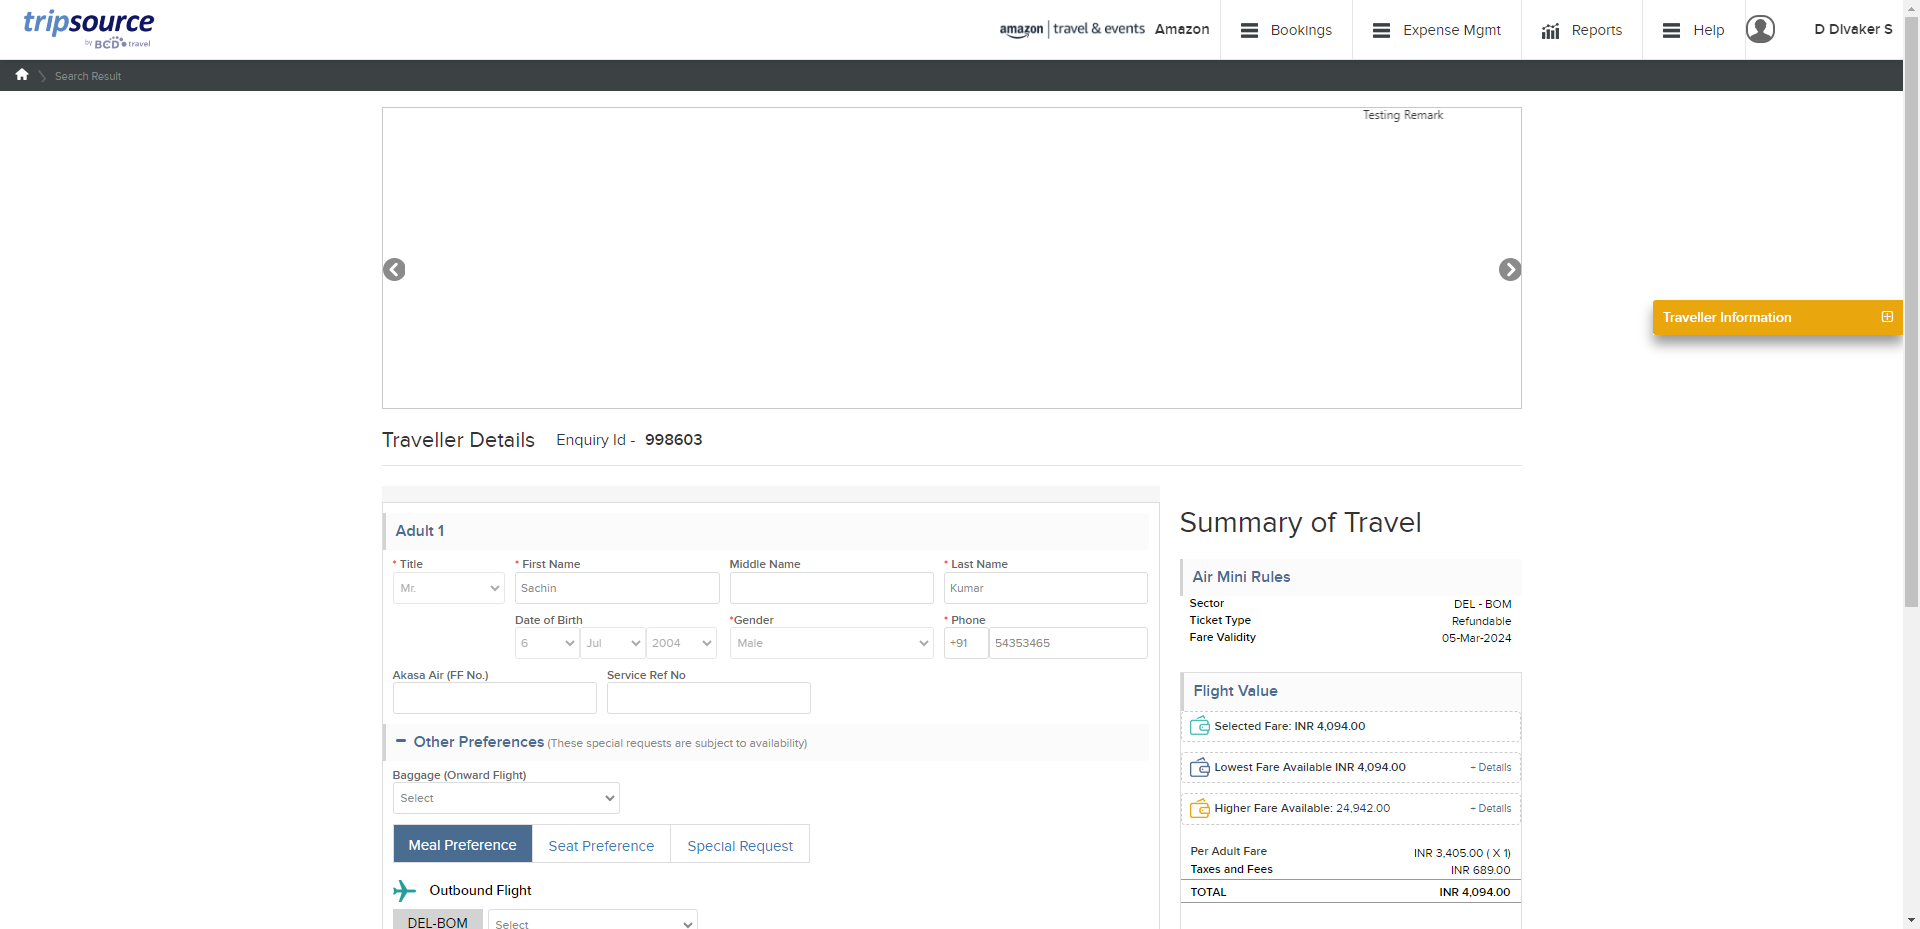 tripsource
by BCD travel
amazon | travel & events Amazon
Bookings
Expense Mgmt
Reports
Help
D DIvaker S
Search Result
Testing Remark
Traveller Information
Traveller Details Enquiry Id - 998603
Adult 1
* Title * First Name Middle Name * Last Name
Mr. Sachin Kumar
Date of Birth *Gender * Phone
6 Jul 2004 Male +91 54353465
Akasa Air (FF No.) Service Ref No
Other Preferences (These special requests are subject to availability)
Baggage (Onward Flight)
Select
Meal Preference Seat Preference Special Request
Outbound Flight
DEL-BOM Select
Summary of Travel
Air Mini Rules
Sector DEL - BOM
Ticket Type Refundable
Fare Validity 05-Mar-2024
Flight Value
Selected Fare: INR 4,094.00
Lowest Fare Available INR 4,094.00 - Details
Higher Fare Available: 24,942.00 - Details
Per Adult Fare INR 3,405.00 ( X 1)
Taxes and Fees INR 689.00
TOTAL INR 4,094.00